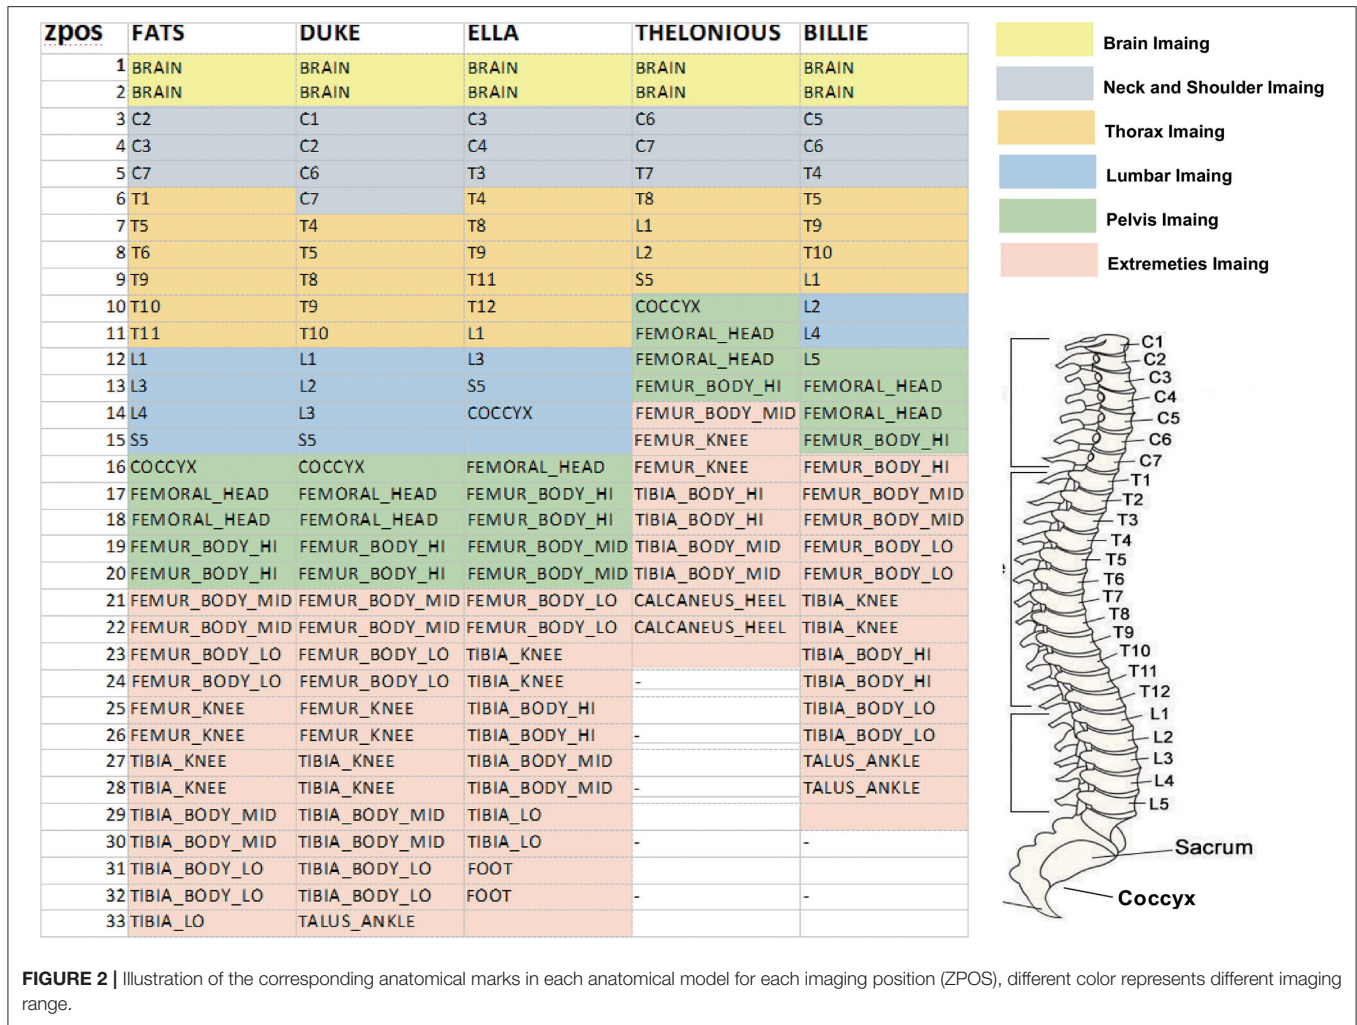 zpos FATS DUKE ELLA THELONIOUS BILLIE
1 BRAIN BRAIN BRAIN BRAIN BRAIN
2 BRAIN BRAIN BRAIN BRAIN BRAIN
3 C2 C1 C3 C6 C5
4 C3 C2 C4 C7 C6
5 C7 C6 T3 T7 T4
6 T1 C7 T4 T8 T5
7 T5 T4 T8 L1 T9
8 T6 T5 T9 L2 T10
9 T9 T8 T11 S5 L1
10 T10 T9 T12 COCCYX L2
11 T11 T10 L1 FEMORAL_HEAD L4
12 L1 L1 L3 FEMORAL_HEAD L5
13 L3 L2 S5 FEMUR_BODY_HI FEMORAL_HEAD
14 L4 L3 COCCYX FEMUR_BODY_MID FEMORAL_HEAD
15 S5 S5 FEMUR_KNEE FEMUR_BODY_HI
16 COCCYX COCCYX FEMORAL_HEAD FEMUR_KNEE FEMUR_BODY_HI
17 FEMORAL_HEAD FEMORAL_HEAD FEMUR_BODY_HI TIBIA_BODY_HI FEMUR_BODY_MID
18 FEMORAL_HEAD FEMORAL_HEAD FEMUR_BODY_HI TIBIA_BODY_HI FEMUR_BODY_MID
19 FEMUR_BODY_HI FEMUR_BODY_HI FEMUR_BODY_MID TIBIA_BODY_MID FEMUR_BODY_LO
20 FEMUR_BODY_HI FEMUR_BODY_HI FEMUR_BODY_MID TIBIA_BODY_MID FEMUR_BODY_LO
21 FEMUR_BODY_MID FEMUR_BODY_MID FEMUR_BODY_LO CALCANEUS_HEEL TIBIA_KNEE
22 FEMUR_BODY_MID FEMUR_BODY_MID FEMUR_BODY_LO CALCANEUS_HEEL TIBIA_KNEE
23 FEMUR_BODY_LO FEMUR_BODY_LO TIBIA_KNEE TIBIA_BODY_HI
24 FEMUR_BODY_LO FEMUR_BODY_LO TIBIA_KNEE - TIBIA_BODY_HI
25 FEMUR_KNEE FEMUR_KNEE TIBIA_BODY_HI TIBIA_BODY_LO
26 FEMUR_KNEE FEMUR_KNEE TIBIA_BODY_HI - TIBIA_BODY_LO
27 TIBIA_KNEE TIBIA_KNEE TIBIA_BODY_MID TALUS_ANKLE
28 TIBIA_KNEE TIBIA_KNEE TIBIA_BODY_MID - TALUS_ANKLE
29 TIBIA_BODY_MID TIBIA_BODY_MID TIBIA_LO
30 TIBIA_BODY_MID TIBIA_BODY_MID TIBIA_LO - -
31 TIBIA_BODY_LO TIBIA_BODY_LO FOOT
32 TIBIA_BODY_LO TIBIA_BODY_LO FOOT - -
33 TIBIA_LO TALUS_ANKLE
Brain Imaing
Neck and Shoulder Imaing
Thorax Imaing
Lumbar Imaing
Pelvis Imaing
Extremeties Imaing
C1
C2
C3
C4
C5
C6
C7
T1
T2
T3
T4
T5
T6
T7
T8
T9
T10
T11
T12
L1
L2
L3
L4
L5
Sacrum
Coccyx
FIGURE 2 | Illustration of the corresponding anatomical marks in each anatomical model for each imaging position (ZPOS), different color represents different imaging
range.